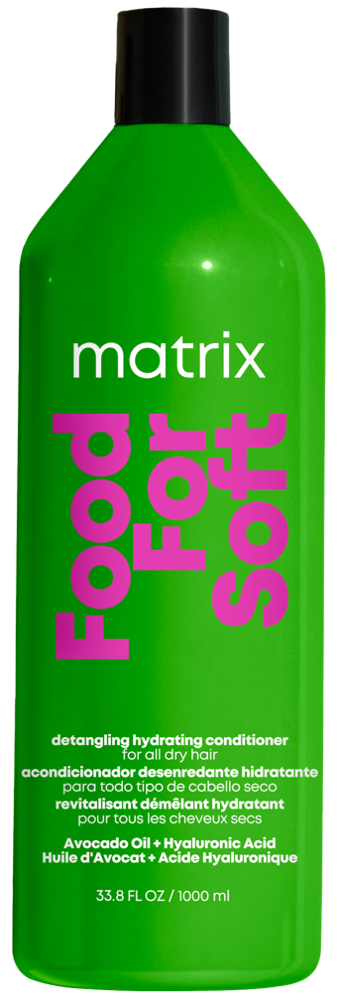 matrix
Food
For
Soft
detangling hydrating conditioner
for all dry hair
acondicionador desenredante hidratante
para todo tipo de cabello seco
revitalisant démêlant hydratant
pour tous les cheveux secs
Avocado Oil + Hyaluronic Acid
Huile d'Avocat + Acide Hyaluronique
33.8 FL OZ / 1000 ml